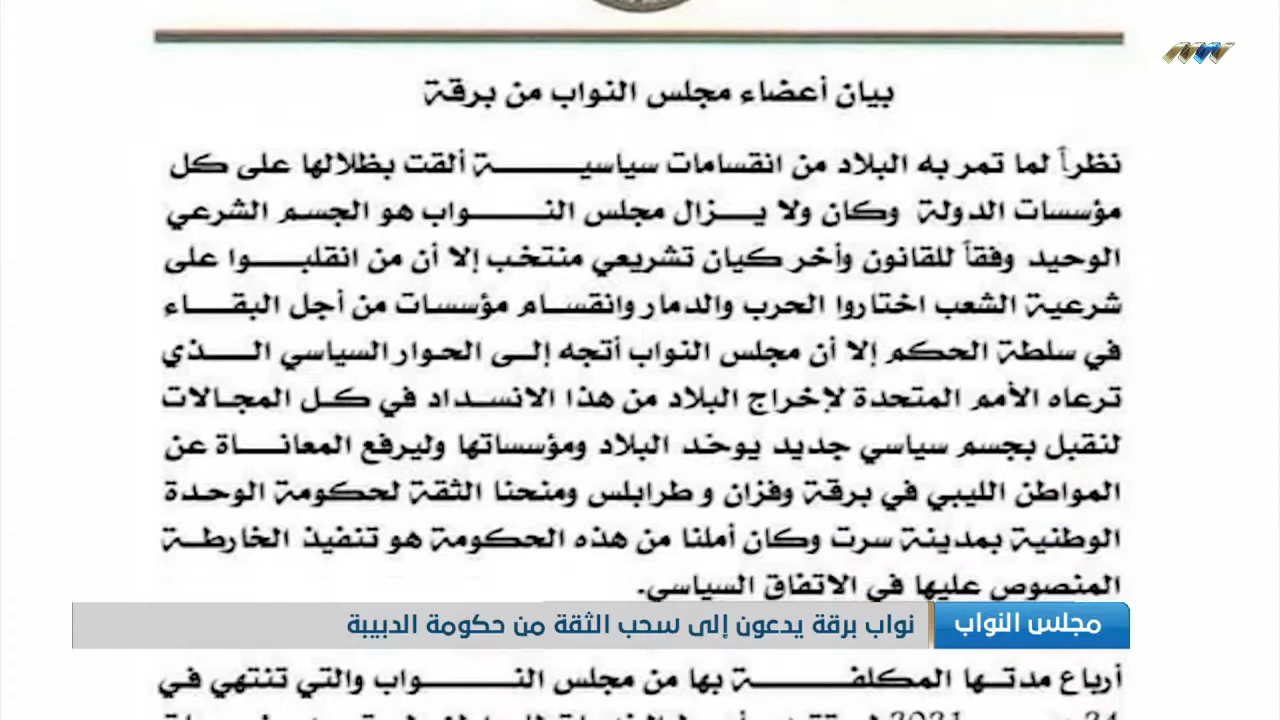 بيان أعضاء مجلس النواب من برقة
نظراً لما تمر به البلاد من انقسامات سياسية ألقت بظلالها على كل
مؤسسات الدولة وكان ولا يزال مجلس النواب هو الجسم الشرعي
الوحيد وفقاً للقانون وأخر كيان تشريعي منتخب إلا أن من انقلبوا على
شرعية الشعب اختاروا الحرب والدمار وانقسام مؤسسات من أجل البقاء
في سلطة الحكم إلا أن مجلس النواب أتجه إلى الحوار السياسي الذي
ترعاه الأمم المتحدة لإخراج البلاد من هذا الانسداد في كل المجالات
لنقبل بجسم سياسي جديد يوحد البلاد ومؤسساتها وليرفع المعاناة عن
المواطن الليبي في برقة وفزان و طرابلس ومنحنا الثقة لحكومة الوحدة
الوطنية بمدينة سرت وكان أملنا من هذه الحكومة هو تنفيذ الخارطة
المنصوص عليها في الاتفاق السياسي.
مجلس النواب
نواب برقة يدعون إلى سحب الثقة من حكومة الدبيبة
أرباع مدتها المكلفة بها من مجلس النواب والتي تنتهي في